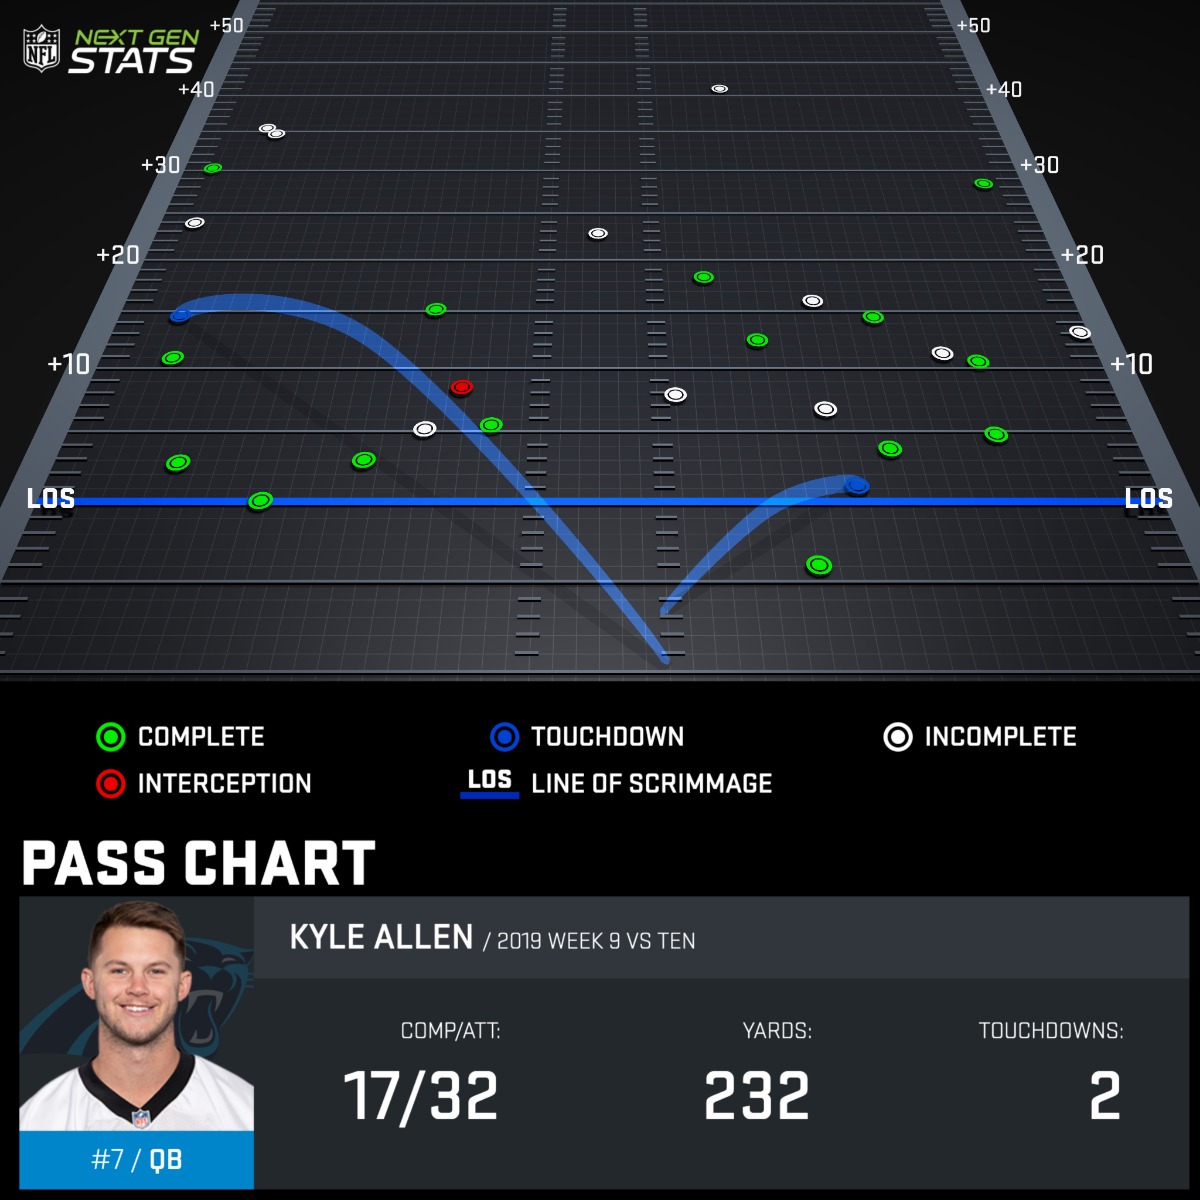 NFL NEXT GEN STATS
+50 +50
+40 +40
+30 +30
+20 +20
+10 +10
LOS LOS
COMPLETE TOUCHDOWN INCOMPLETE
INTERCEPTION LOS LINE OF SCRIMMAGE
PASS CHART
KYLE ALLEN / 2019 WEEK 9 VS TEN
COMP/ATT: YARDS: TOUCHDOWNS:
17/32 232 2
#7 / QB